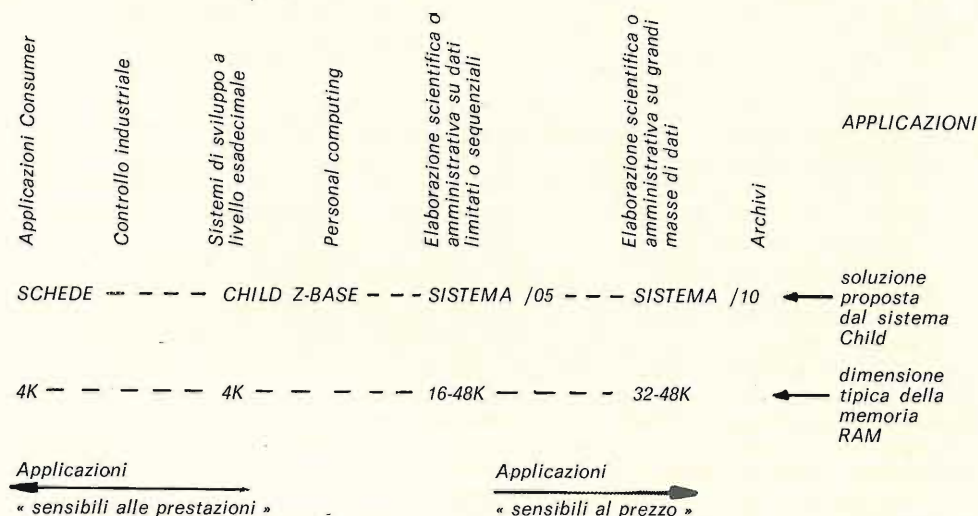 Applicazioni Consumer
Controllo industriale
Sistemi di sviluppo a
livello esadecimale
Personal computing
Elaborazione scientifica o
amministrativa su dati
limitati o sequenziali
Elaborazione scientifica o
amministrativa su grandi
masse di dati
Archivi
APPLICAZIONI
SCHEDE - - - - CHILD Z-BASE - - - SISTEMA /05 - - - SISTEMA /10
soluzione
proposta
dal sistema
Child
4K - - - - - 4K - - - - - 16-48K - - - - 32-48K
dimensione
tipica della
memoria
RAM
Applicazioni
« sensibili alle prestazioni »
Applicazioni
« sensibili al prezzo »